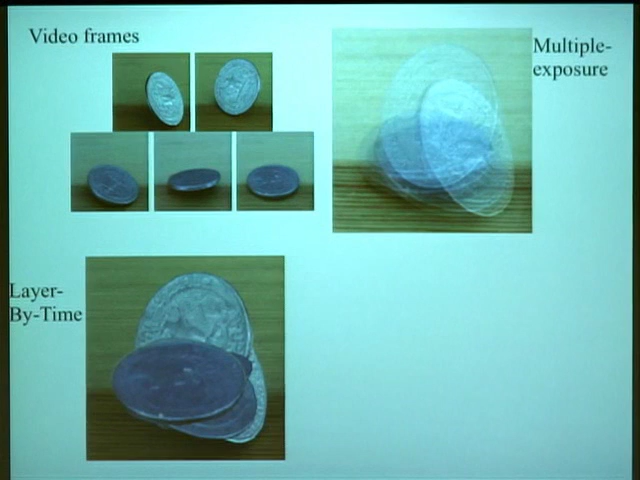 Video frames
Multiple-
exposure
Layer-
By-Time